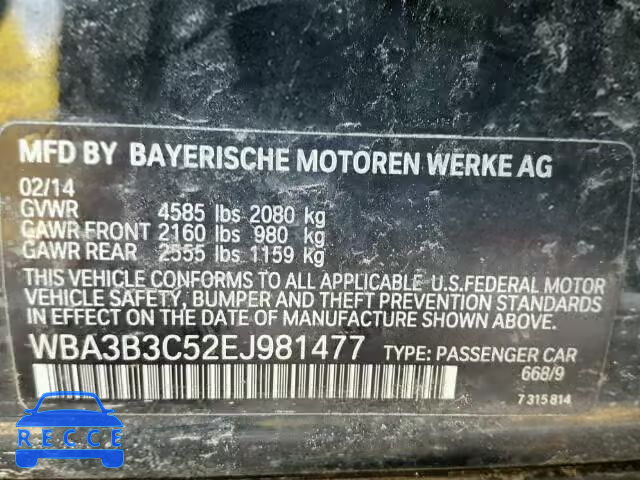 MFD BY BAYERISCHE MOTOREN WERKE AG
02/14
GVWR 4585 lbs 2080 kg
GAWR FRONT 2160 lbs 980 kg
GAWR REAR 2555 lbs 1159 kg
THIS VEHICLE CONFORMS TO ALL APPLICABLE U.S.FEDERAL MOTOR
VEHICLE SAFETY, BUMPER AND THEFT PREVENTION STANDARDS
IN EFFECT ON THE DATE OF MANUFACTURE SHOWN ABOVE.
WBA3B3C52EJ981477 TYPE: PASSENGER CAR
668/9
7 315 814
RECCE